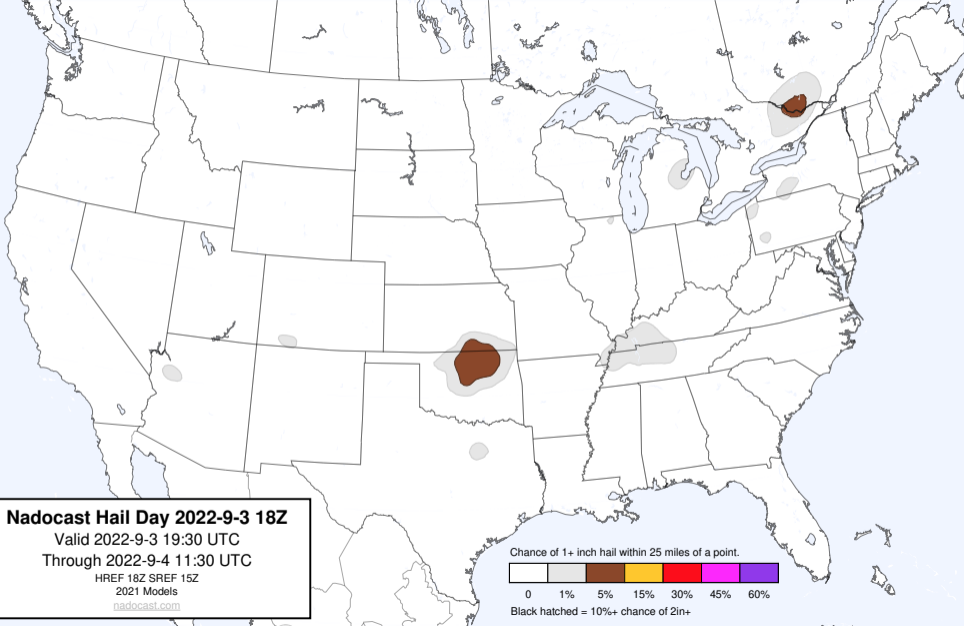 Nadocast Hail Day 2022-9-3 18Z
Valid 2022-9-3 19:30 UTC
Through 2022-9-4 11:30 UTC
HREF 18Z SREF 15Z
2021 Models
nadocast.com
Chance of 1+ inch hail within 25 miles of a point.
0 1% 5% 15% 30% 45% 60%
Black hatched = 10%+ chance of 2in+